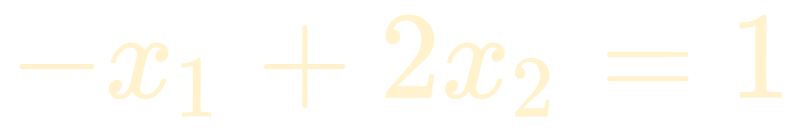 −x₁ + 2x₂ = 1